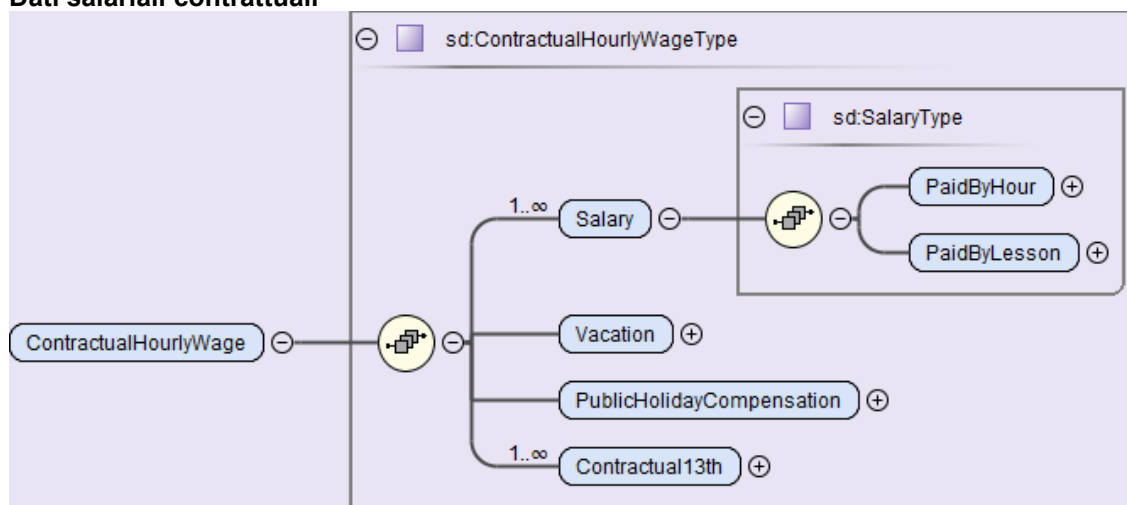 Dati salariali contrattuali
sd:ContractualHourlyWageType
sd:SalaryType
PaidByHour
1..∞
Salary
PaidByLesson
Vacation
ContractualHourlyWage
PublicHolidayCompensation
1..∞
Contractual13th